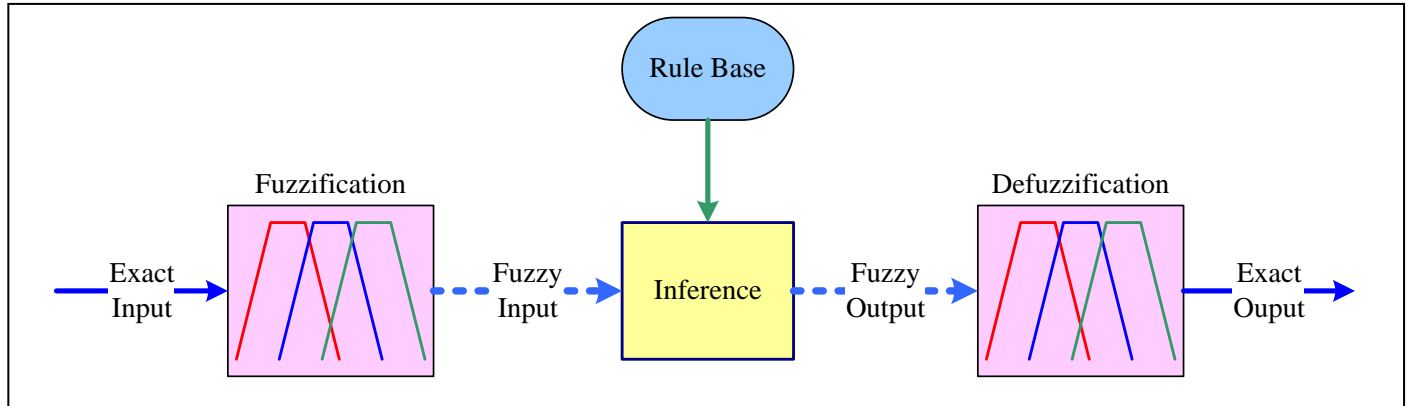 Rule Base
Fuzzification
Defuzzification
Exact
Input
Fuzzy
Input
Inference
Fuzzy
Output
Exact
Ouput